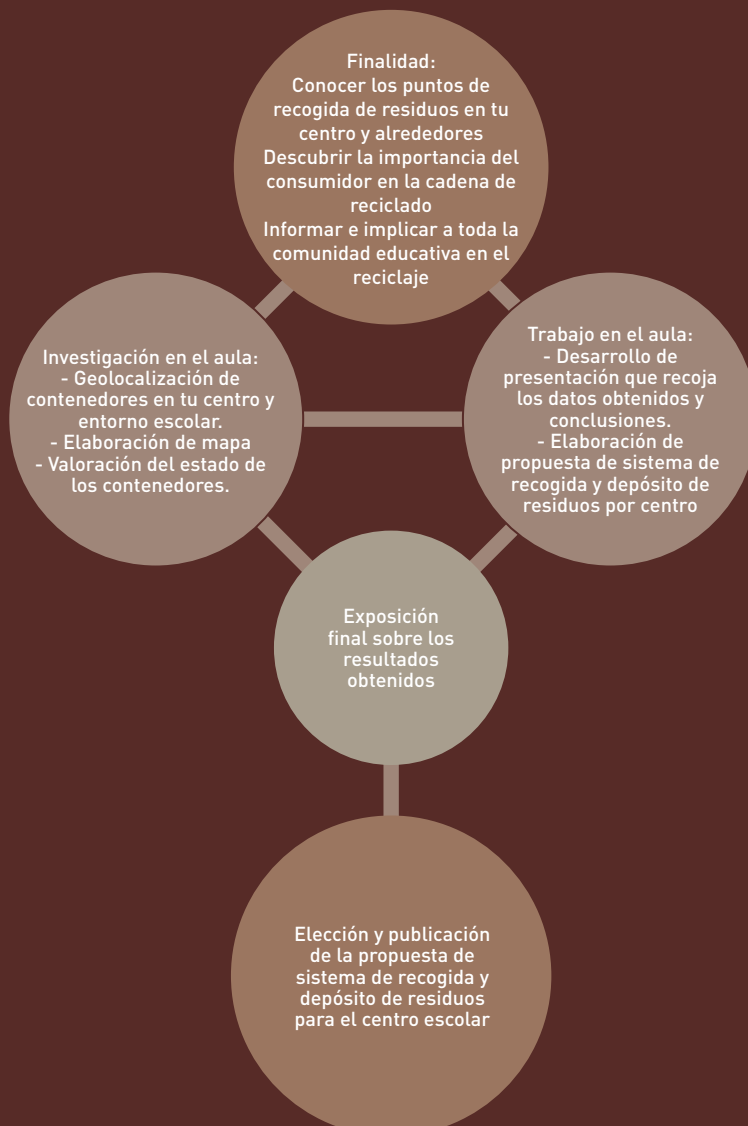 Finalidad:
Conocer los puntos de
recogida de residuos en tu
centro y alrededores
Descubrir la importancia del
consumidor en la cadena de
reciclado
Informar e implicar a toda la
comunidad educativa en el
reciclaje
Investigación en el aula:
- Geolocalización de
contenedores en tu centro y
entorno escolar.
- Elaboración de mapa
- Valoración del estado de
los contenedores.
Trabajo en el aula:
- Desarrollo de
presentación que recoja
los datos obtenidos y
conclusiones.
- Elaboración de
propuesta de sistema de
recogida y depósito de
residuos por centro
Exposición
final sobre los
resultados
obtenidos
Elección y publicación
de la propuesta de
sistema de recogida y
depósito de residuos
para el centro escolar